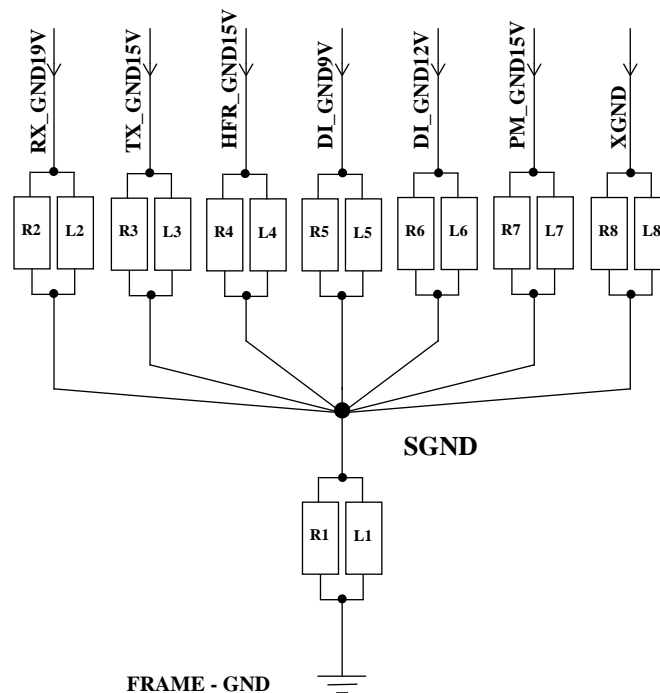 RX_GND19V
TX_GND15V
HFR_GND15V
DI_GND9V
DI_GND12V
PM_GND15V
XGND
R2 L2 R3 L3 R4 L4 R5 L5 R6 L6 R7 L7 R8 L8
SGND
R1 L1
FRAME - GND